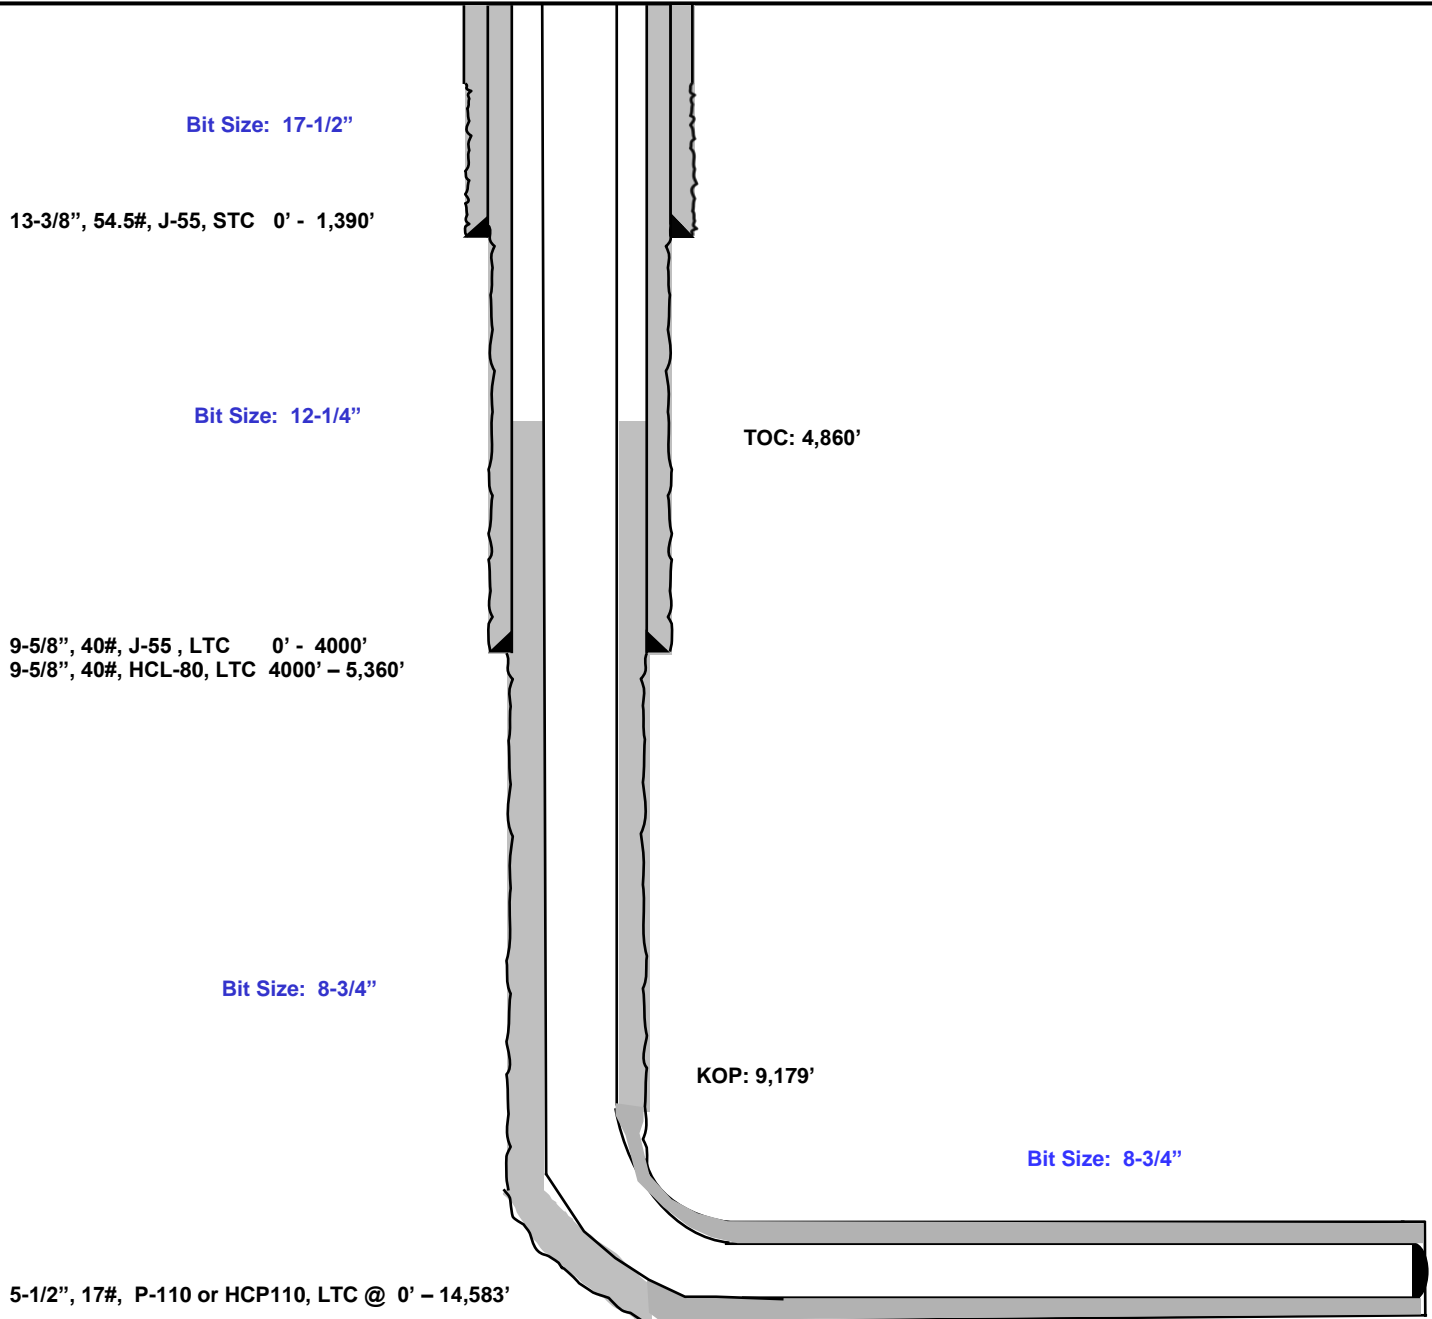 Bit Size: 17-1/2”
13-3/8”, 54.5#, J-55, STC 0’ - 1,390’
Bit Size: 12-1/4”
TOC: 4,860’
9-5/8”, 40#, J-55 , LTC 0’ - 4000’
9-5/8”, 40#, HCL-80, LTC 4000’ – 5,360’
Bit Size: 8-3/4”
KOP: 9,179’
Bit Size: 8-3/4”
5-1/2”, 17#, P-110 or HCP110, LTC @ 0’ – 14,583’